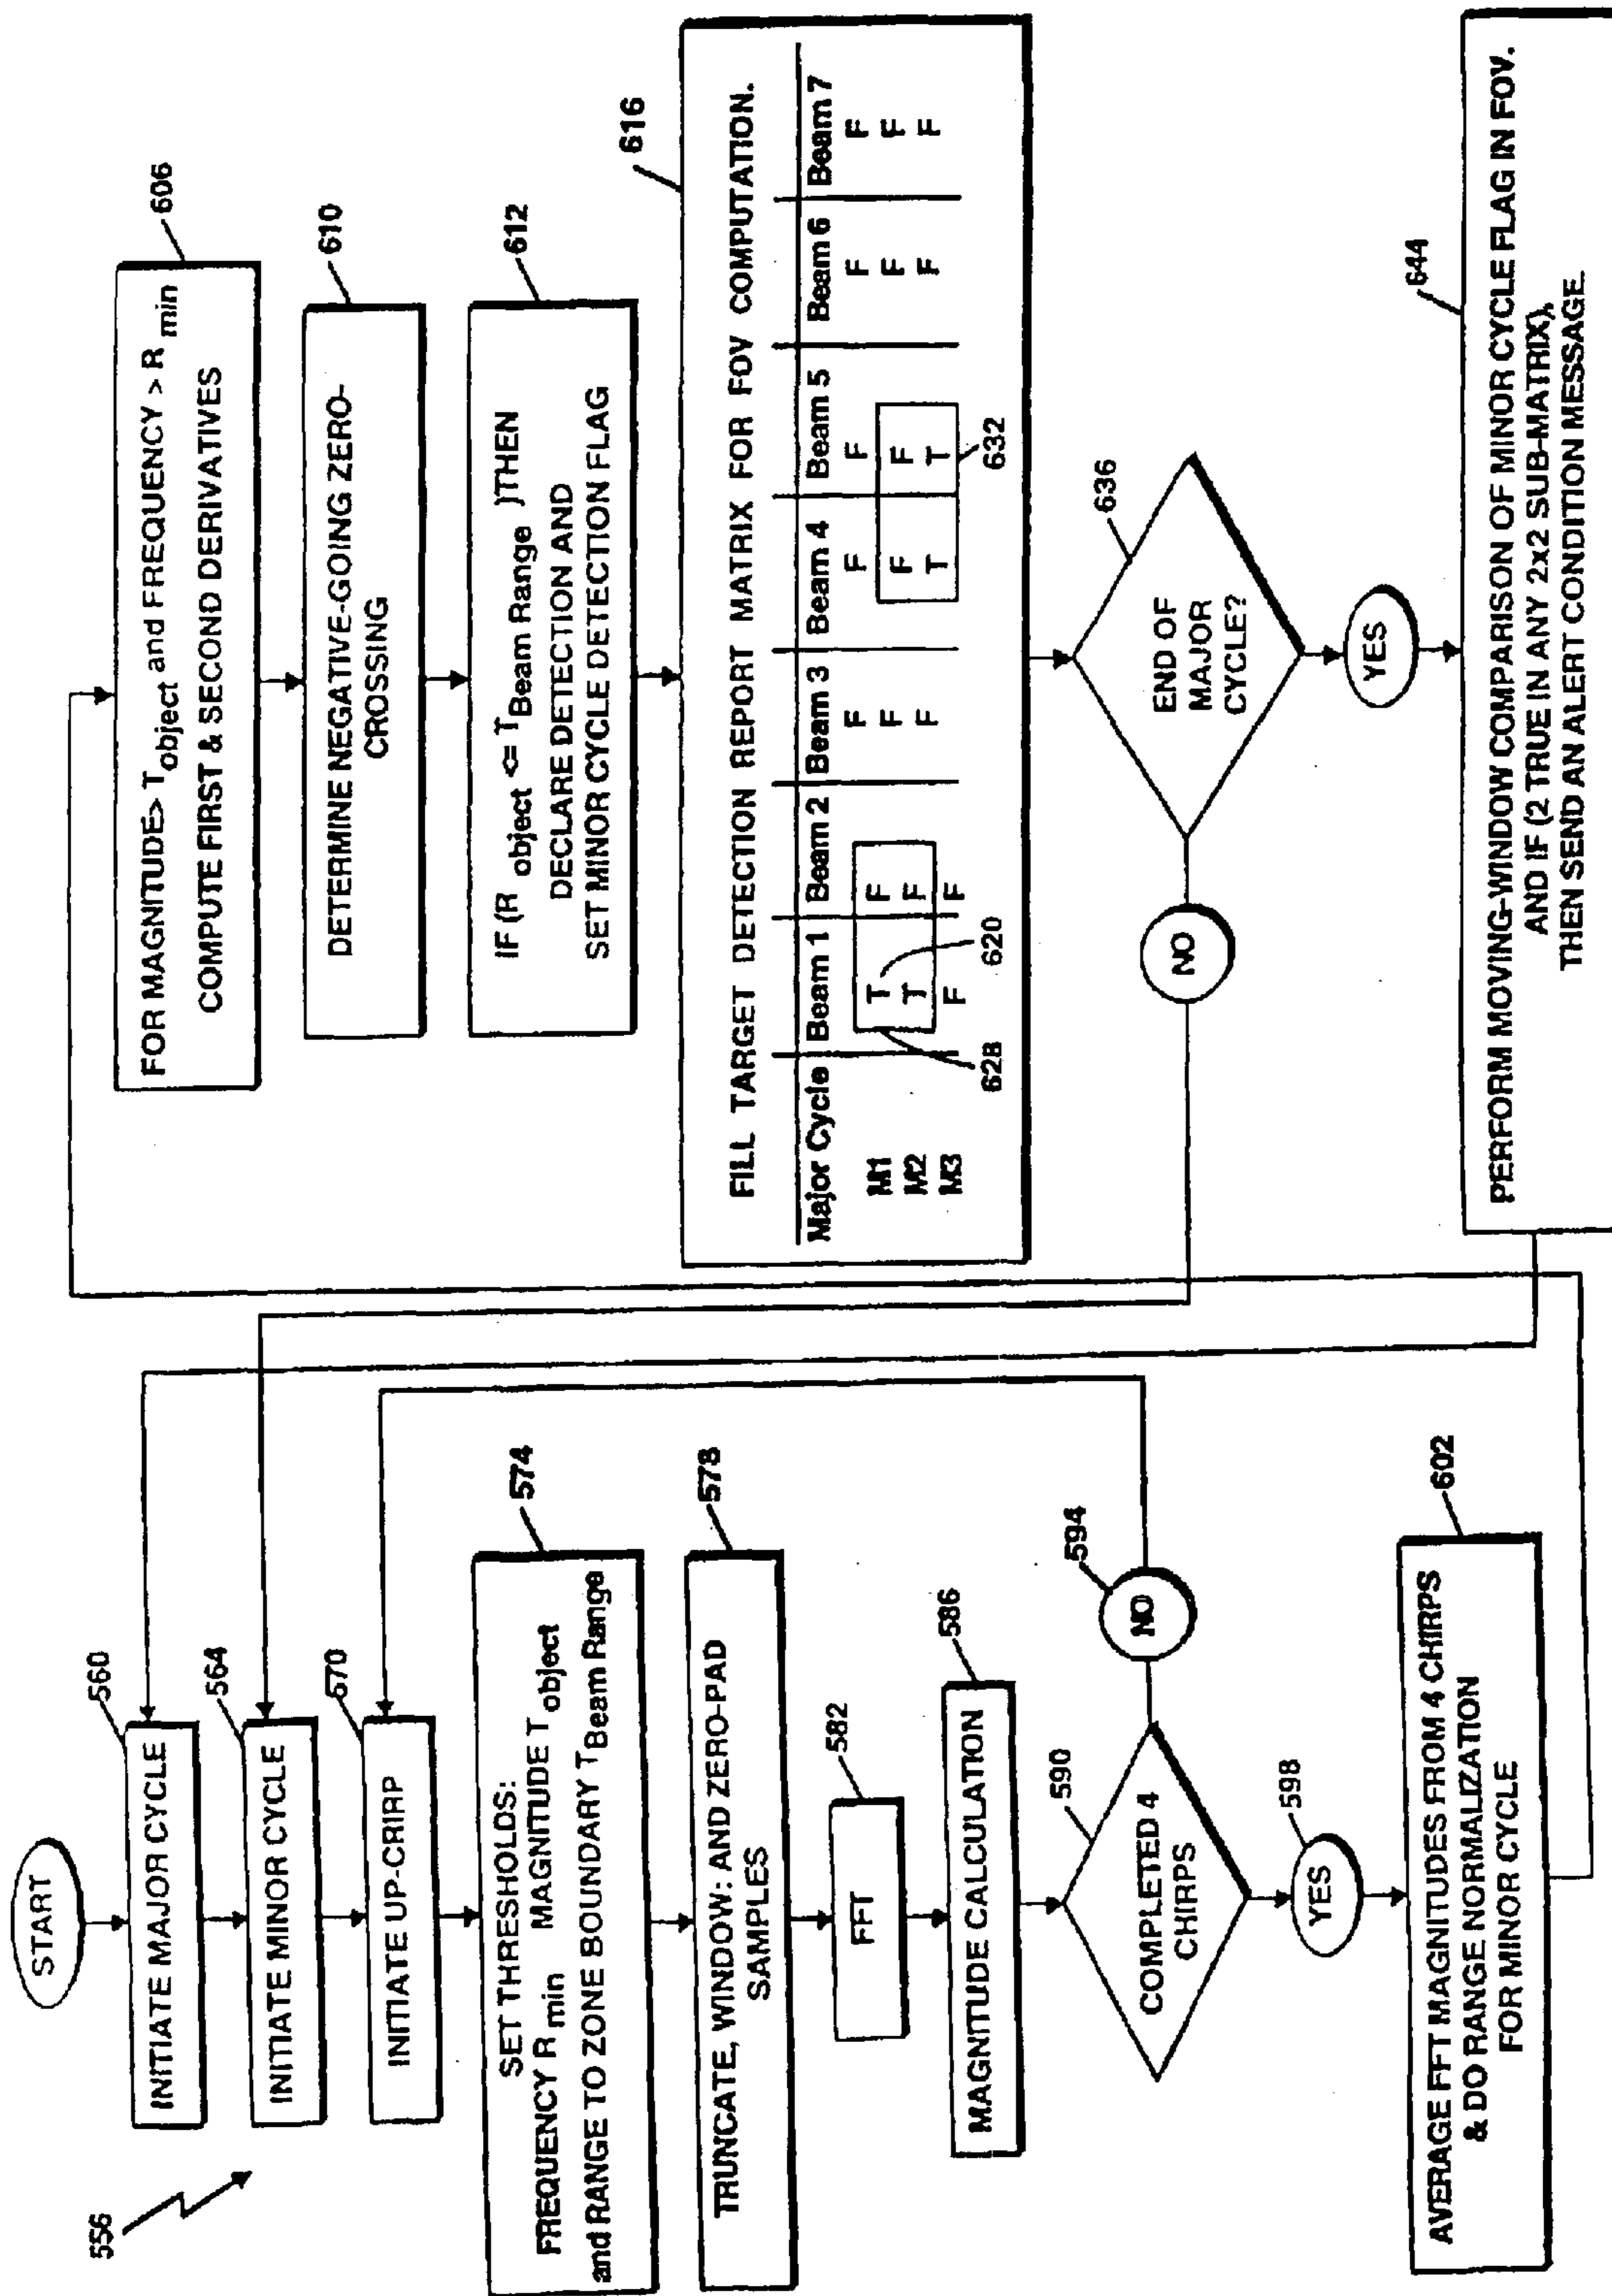 556
START
560
INITIATE MAJOR CYCLE
564
INITIATE MINOR CYCLE
570
INITIATE UP-CRIRP
574
SET THRESHOLDS:
FREQUENCY R min MAGNITUDE T object
and RANGE TO ZONE BOUNDARY T Beam Range
578
TRUNCATE, WINDOW: AND ZERO-PAD
SAMPLES
582
FFT
586
MAGNITUDE CALCULATION
590
COMPLETED 4
CHIRPS
594
NO
598
YES
602
AVERAGE FFT MAGNITUDES FROM 4 CHIRPS
& DO RANGE NORMALIZATION
FOR MINOR CYCLE
606
FOR MAGNITUDE> T object and FREQUENCY > R min
COMPUTE FIRST & SECOND DERIVATIVES
610
DETERMINE NEGATIVE-GOING ZERO-
CROSSING
612
IF (R object <= T Beam Range )THEN
DECLARE DETECTION AND
SET MINOR CYCLE DETECTION FLAG
616
FILL TARGET DETECTION REPORT MATRIX FOR FOV COMPUTATION.
Major Cycle Beam 1 Beam 2 Beam 3 Beam 4 Beam 5 Beam 6 Beam 7
M1 T F F F F F F
M2 T F F F F F F
M3 F F F T T F F
628
620
632
636
END OF
MAJOR
CYCLE?
NO
YES
644
PERFORM MOVING-WINDOW COMPARISON OF MINOR CYCLE FLAG IN FOV.
AND IF (2 TRUE IN ANY 2x2 SUB-MATRIX),
THEN SEND AN ALERT CONDITION MESSAGE.